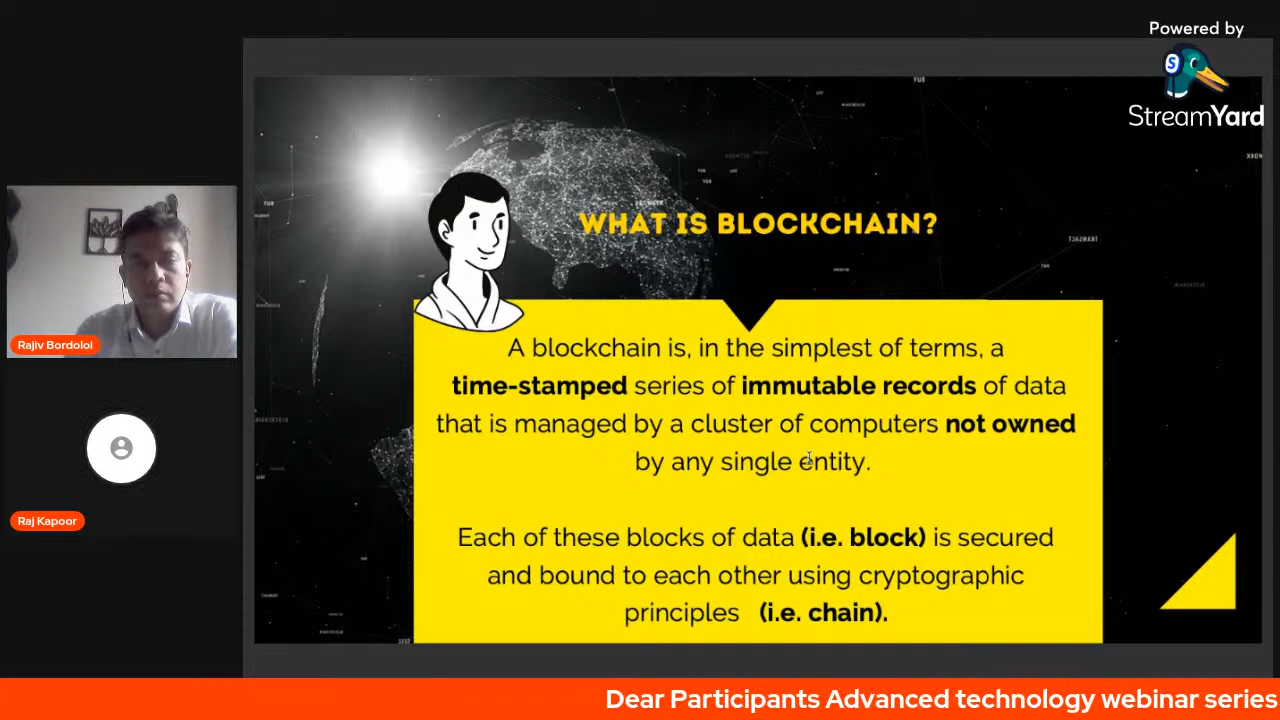 Powered by
StreamYard
WHAT IS BLOCKCHAIN?
A blockchain is, in the simplest of terms, a
time-stamped series of immutable records of data
that is managed by a cluster of computers not owned
by any single entity.
Each of these blocks of data (i.e. block) is secured
and bound to each other using cryptographic
principles (i.e. chain).
Rajiv Bordoloi
Raj Kapoor
Dear Participants Advanced technology webinar series